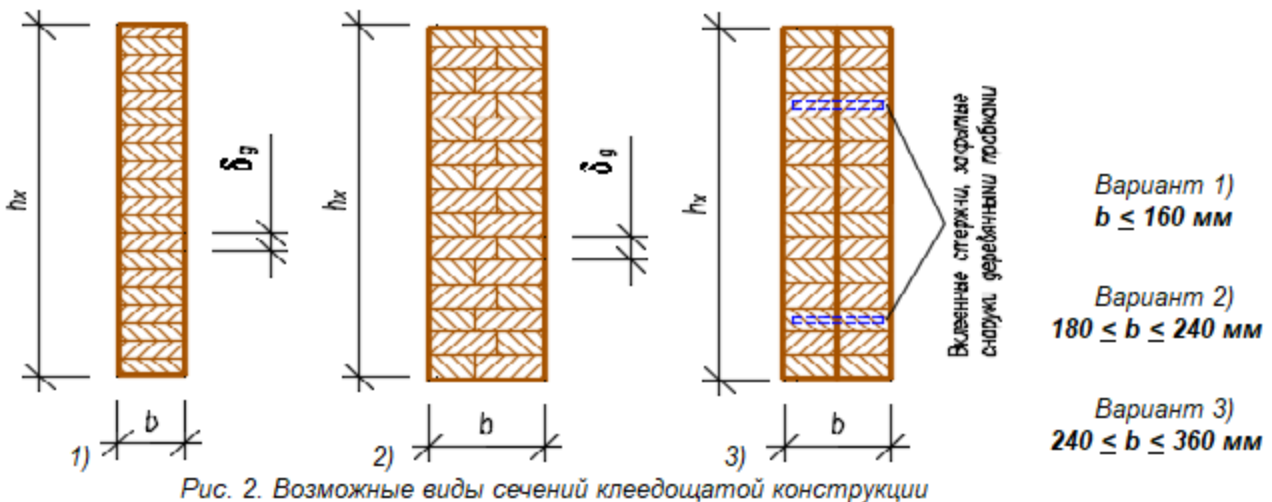 hx
δg
b
1)
hx
δg
b
2)
hx
b
3)
Вклеенные стержни, закрытые
снаружи деревянными пробками
Вариант 1)
b ≤ 160 мм
Вариант 2)
180 ≤ b ≤ 240 мм
Вариант 3)
240 ≤ b ≤ 360 мм
Рис. 2. Возможные виды сечений клеедощатой конструкции